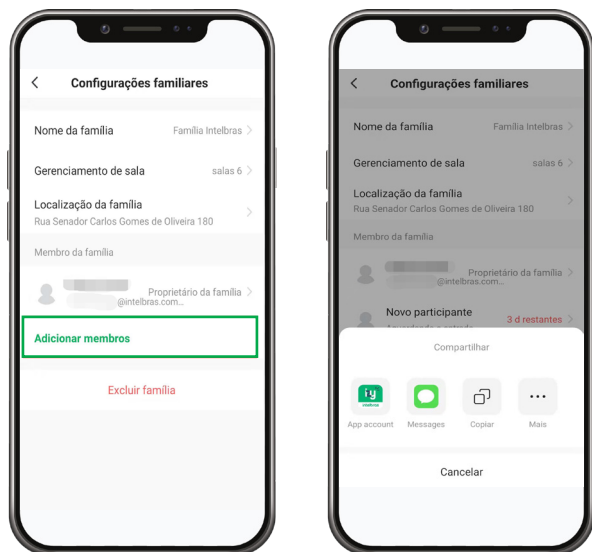 Configurações familiares
Nome da família Família Intelbras
Gerenciamento de sala salas 6
Localização da família
Rua Senador Carlos Gomes de Oliveira 180
Membro da família
Proprietário da família
@intelbras.com...
Adicionar membros
Excluir família
Configurações familiares
Nome da família Família Intelbras
Gerenciamento de sala salas 6
Localização da família
Rua Senador Carlos Gomes de Oliveira 180
Membro da família
Proprietário da família
@intelbras.com...
Novo participante 3 d restantes
Aguardando a entrada
Compartilhar
App account Messages Copiar Mais
Cancelar